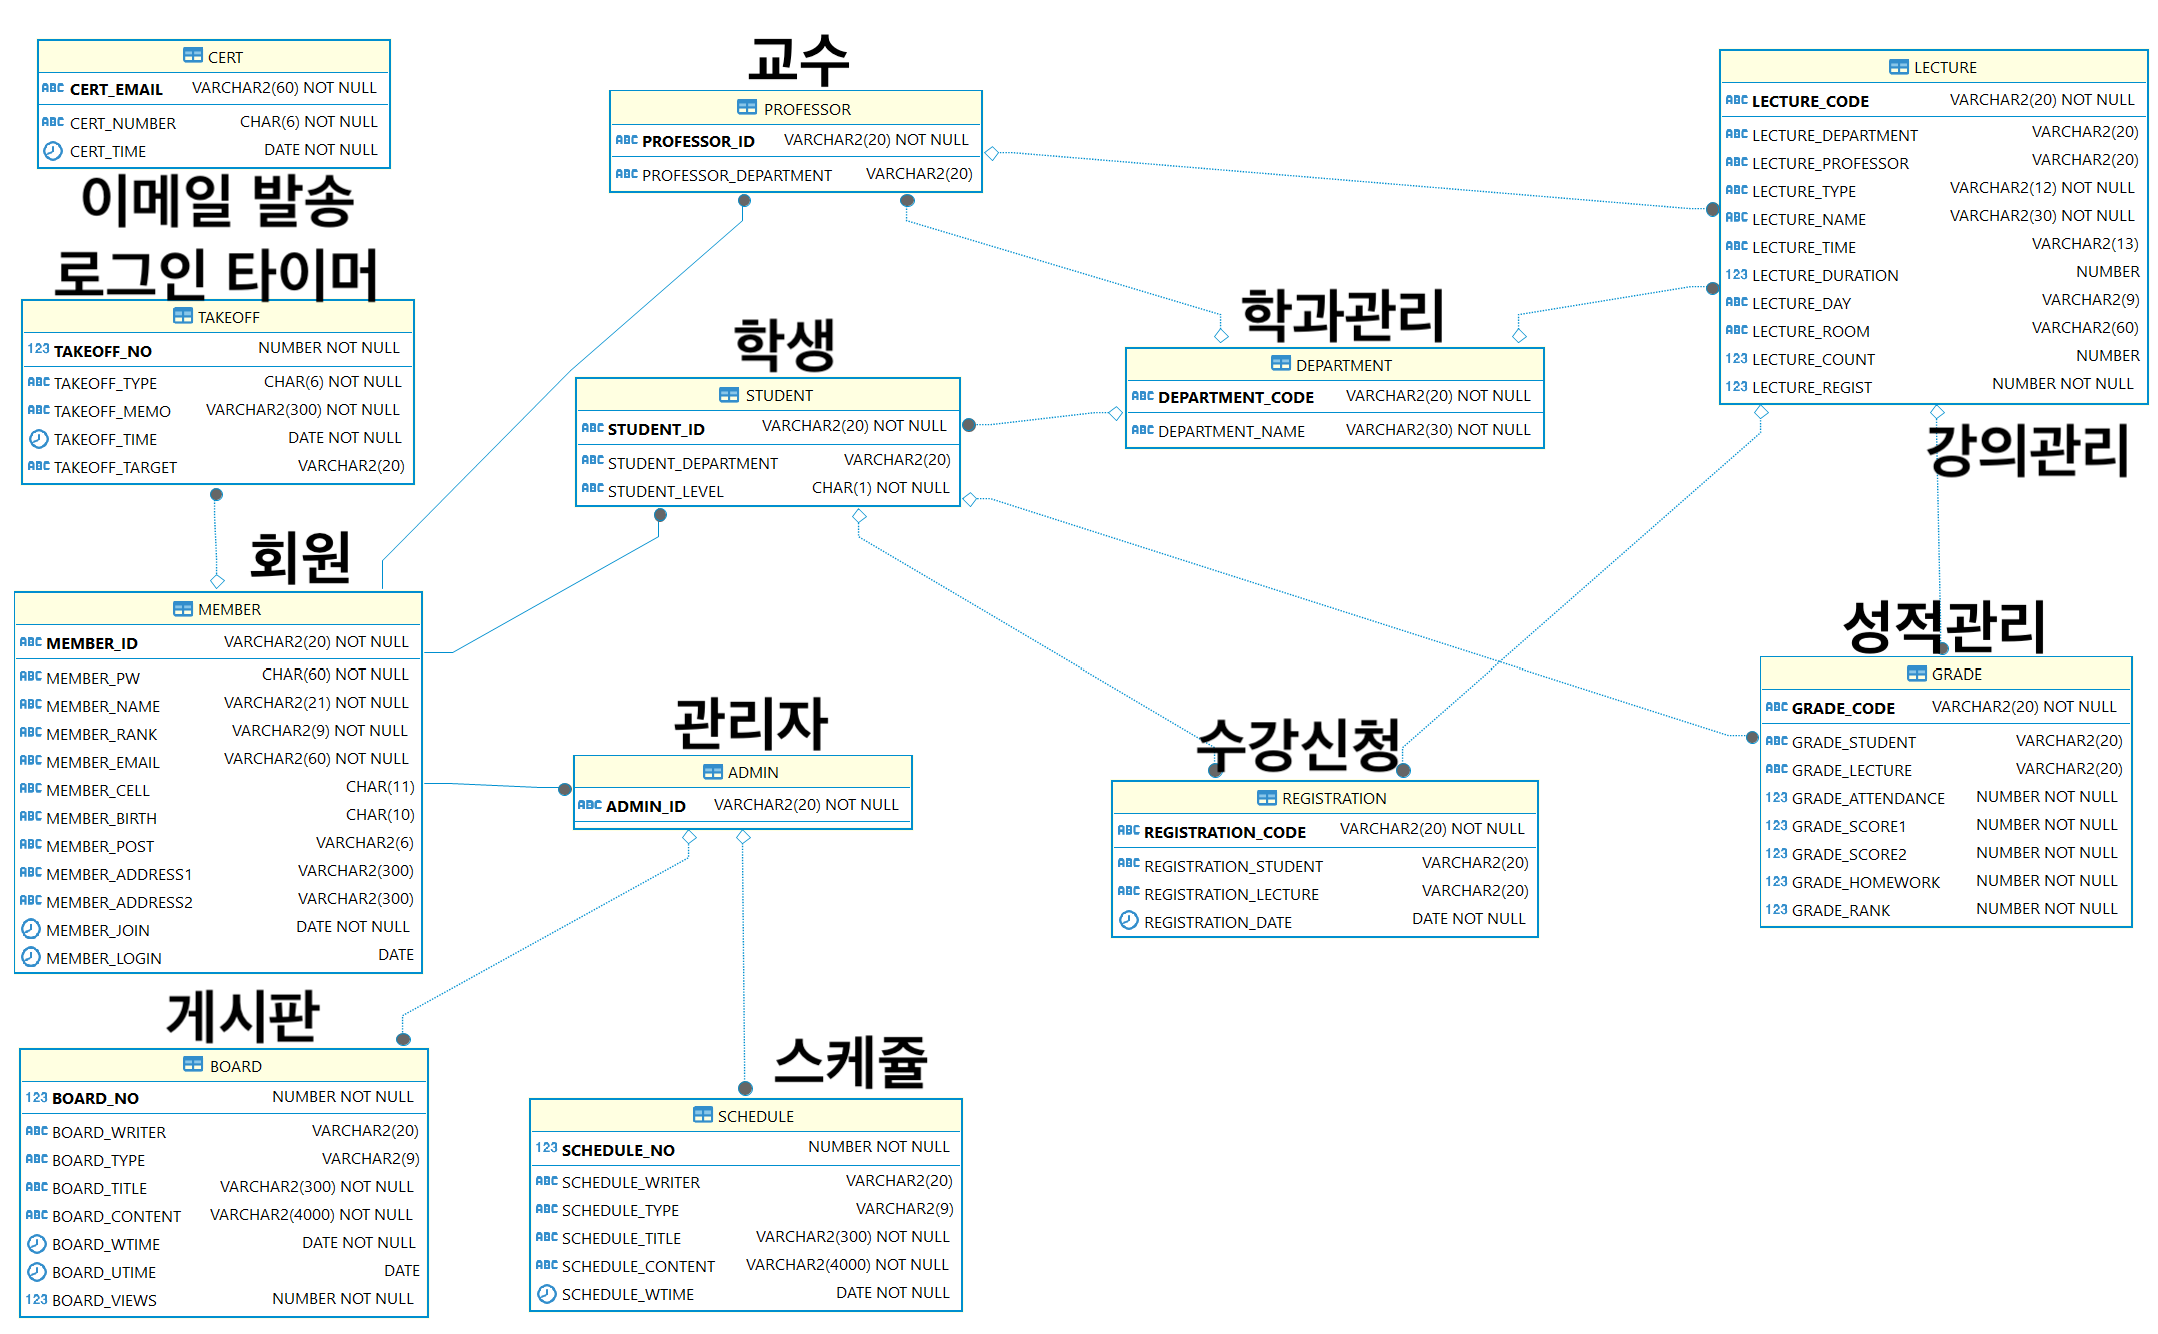 CERT
ABC CERT_EMAIL VARCHAR2(60) NOT NULL
ABC CERT_NUMBER CHAR(6) NOT NULL
CERT_TIME DATE NOT NULL
이메일 발송
로그인 타이머
TAKEOFF
123 TAKEOFF_NO NUMBER NOT NULL
ABC TAKEOFF_TYPE CHAR(6) NOT NULL
ABC TAKEOFF_MEMO VARCHAR2(300) NOT NULL
TAKEOFF_TIME DATE NOT NULL
ABC TAKEOFF_TARGET VARCHAR2(20)
회원
MEMBER
ABC MEMBER_ID VARCHAR2(20) NOT NULL
ABC MEMBER_PW CHAR(60) NOT NULL
ABC MEMBER_NAME VARCHAR2(21) NOT NULL
ABC MEMBER_RANK VARCHAR2(9) NOT NULL
ABC MEMBER_EMAIL VARCHAR2(60) NOT NULL
ABC MEMBER_CELL CHAR(11)
ABC MEMBER_BIRTH CHAR(10)
ABC MEMBER_POST VARCHAR2(6)
ABC MEMBER_ADDRESS1 VARCHAR2(300)
ABC MEMBER_ADDRESS2 VARCHAR2(300)
MEMBER_JOIN DATE NOT NULL
MEMBER_LOGIN DATE
게시판
BOARD
123 BOARD_NO NUMBER NOT NULL
ABC BOARD_WRITER VARCHAR2(20)
ABC BOARD_TYPE VARCHAR2(9)
ABC BOARD_TITLE VARCHAR2(300) NOT NULL
ABC BOARD_CONTENT VARCHAR2(4000) NOT NULL
BOARD_WTIME DATE NOT NULL
BOARD_UTIME DATE
123 BOARD_VIEWS NUMBER NOT NULL
교수
PROFESSOR
ABC PROFESSOR_ID VARCHAR2(20) NOT NULL
ABC PROFESSOR_DEPARTMENT VARCHAR2(20)
학생
STUDENT
ABC STUDENT_ID VARCHAR2(20) NOT NULL
ABC STUDENT_DEPARTMENT VARCHAR2(20)
ABC STUDENT_LEVEL CHAR(1) NOT NULL
관리자
ADMIN
ABC ADMIN_ID VARCHAR2(20) NOT NULL
스케쥴
SCHEDULE
123 SCHEDULE_NO NUMBER NOT NULL
ABC SCHEDULE_WRITER VARCHAR2(20)
ABC SCHEDULE_TYPE VARCHAR2(9)
ABC SCHEDULE_TITLE VARCHAR2(300) NOT NULL
ABC SCHEDULE_CONTENT VARCHAR2(4000) NOT NULL
SCHEDULE_WTIME DATE NOT NULL
학과관리
DEPARTMENT
ABC DEPARTMENT_CODE VARCHAR2(20) NOT NULL
ABC DEPARTMENT_NAME VARCHAR2(30) NOT NULL
수강신청
REGISTRATION
ABC REGISTRATION_CODE VARCHAR2(20) NOT NULL
ABC REGISTRATION_STUDENT VARCHAR2(20)
ABC REGISTRATION_LECTURE VARCHAR2(20)
REGISTRATION_DATE DATE NOT NULL
LECTURE
ABC LECTURE_CODE VARCHAR2(20) NOT NULL
ABC LECTURE_DEPARTMENT VARCHAR2(20)
ABC LECTURE_PROFESSOR VARCHAR2(20)
ABC LECTURE_TYPE VARCHAR2(12) NOT NULL
ABC LECTURE_NAME VARCHAR2(30) NOT NULL
ABC LECTURE_TIME VARCHAR2(13)
123 LECTURE_DURATION NUMBER
ABC LECTURE_DAY VARCHAR2(9)
ABC LECTURE_ROOM VARCHAR2(60)
123 LECTURE_COUNT NUMBER
123 LECTURE_REGIST NUMBER NOT NULL
강의관리
성적관리
GRADE
ABC GRADE_CODE VARCHAR2(20) NOT NULL
ABC GRADE_STUDENT VARCHAR2(20)
ABC GRADE_LECTURE VARCHAR2(20)
123 GRADE_ATTENDANCE NUMBER NOT NULL
123 GRADE_SCORE1 NUMBER NOT NULL
123 GRADE_SCORE2 NUMBER NOT NULL
123 GRADE_HOMEWORK NUMBER NOT NULL
123 GRADE_RANK NUMBER NOT NULL